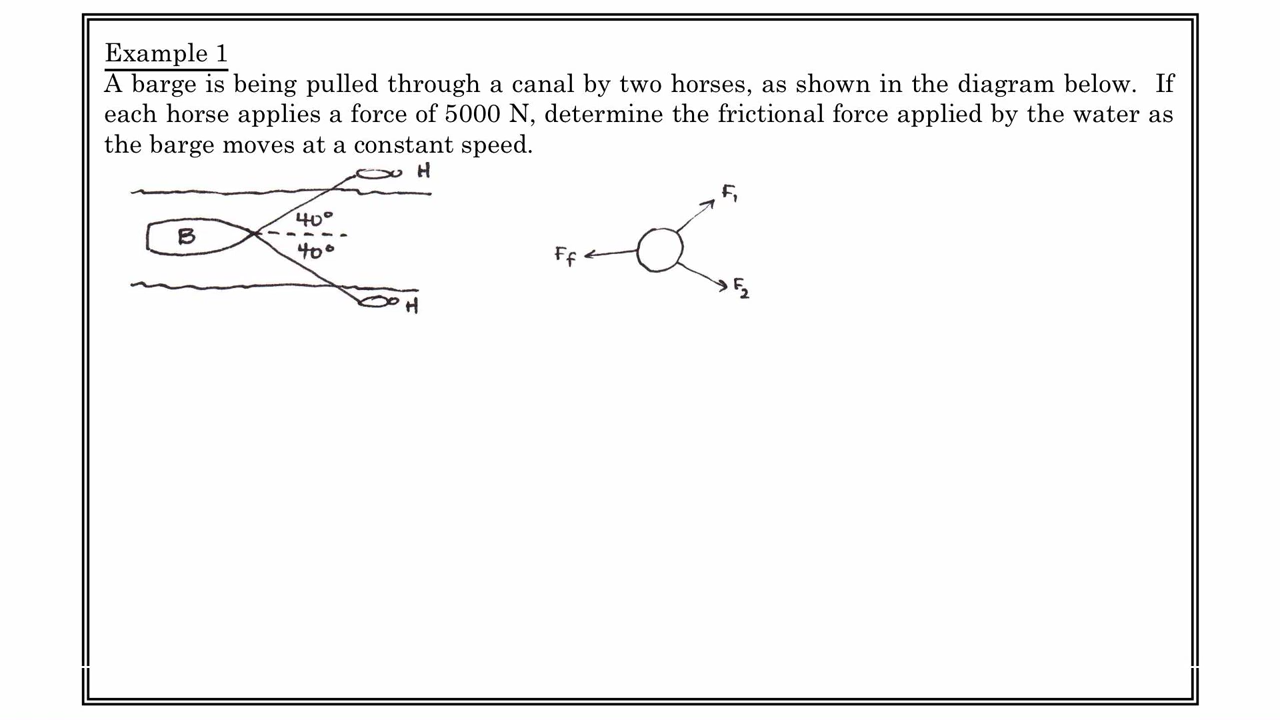 Example 1
A barge is being pulled through a canal by two horses, as shown in the diagram below. If
each horse applies a force of 5000 N, determine the frictional force applied by the water as
the barge moves at a constant speed.
H
B
40°
40°
H
F₁
Ff
F₂